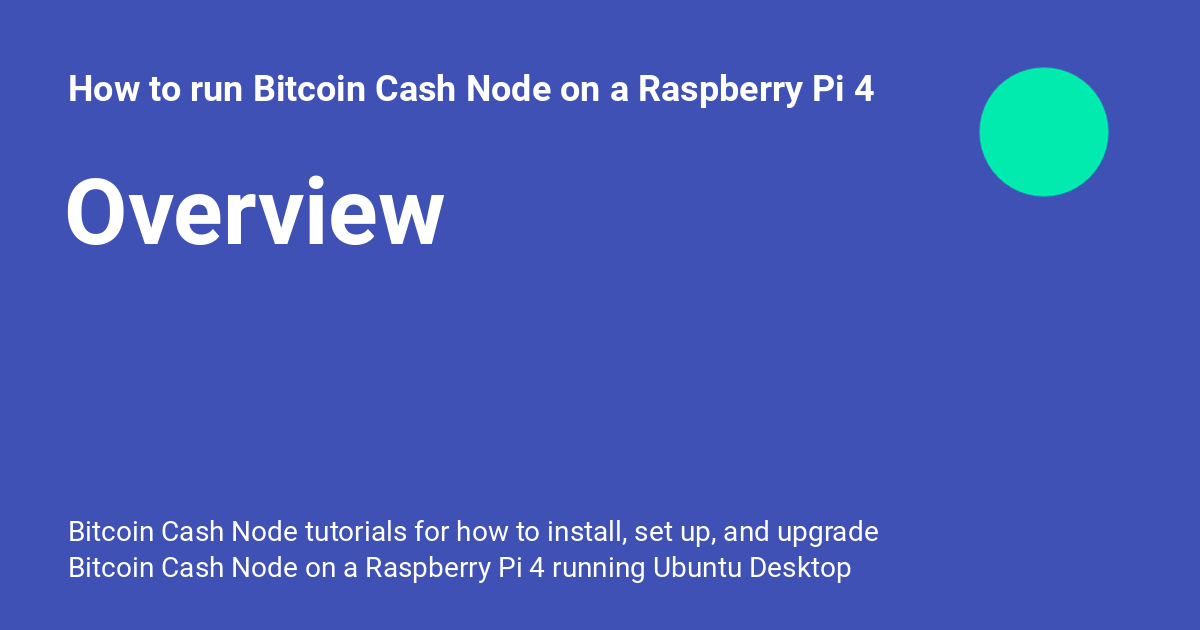 How to run Bitcoin Cash Node on a Raspberry Pi 4
Overview
Bitcoin Cash Node tutorials for how to install, set up, and upgrade
Bitcoin Cash Node on a Raspberry Pi 4 running Ubuntu Desktop